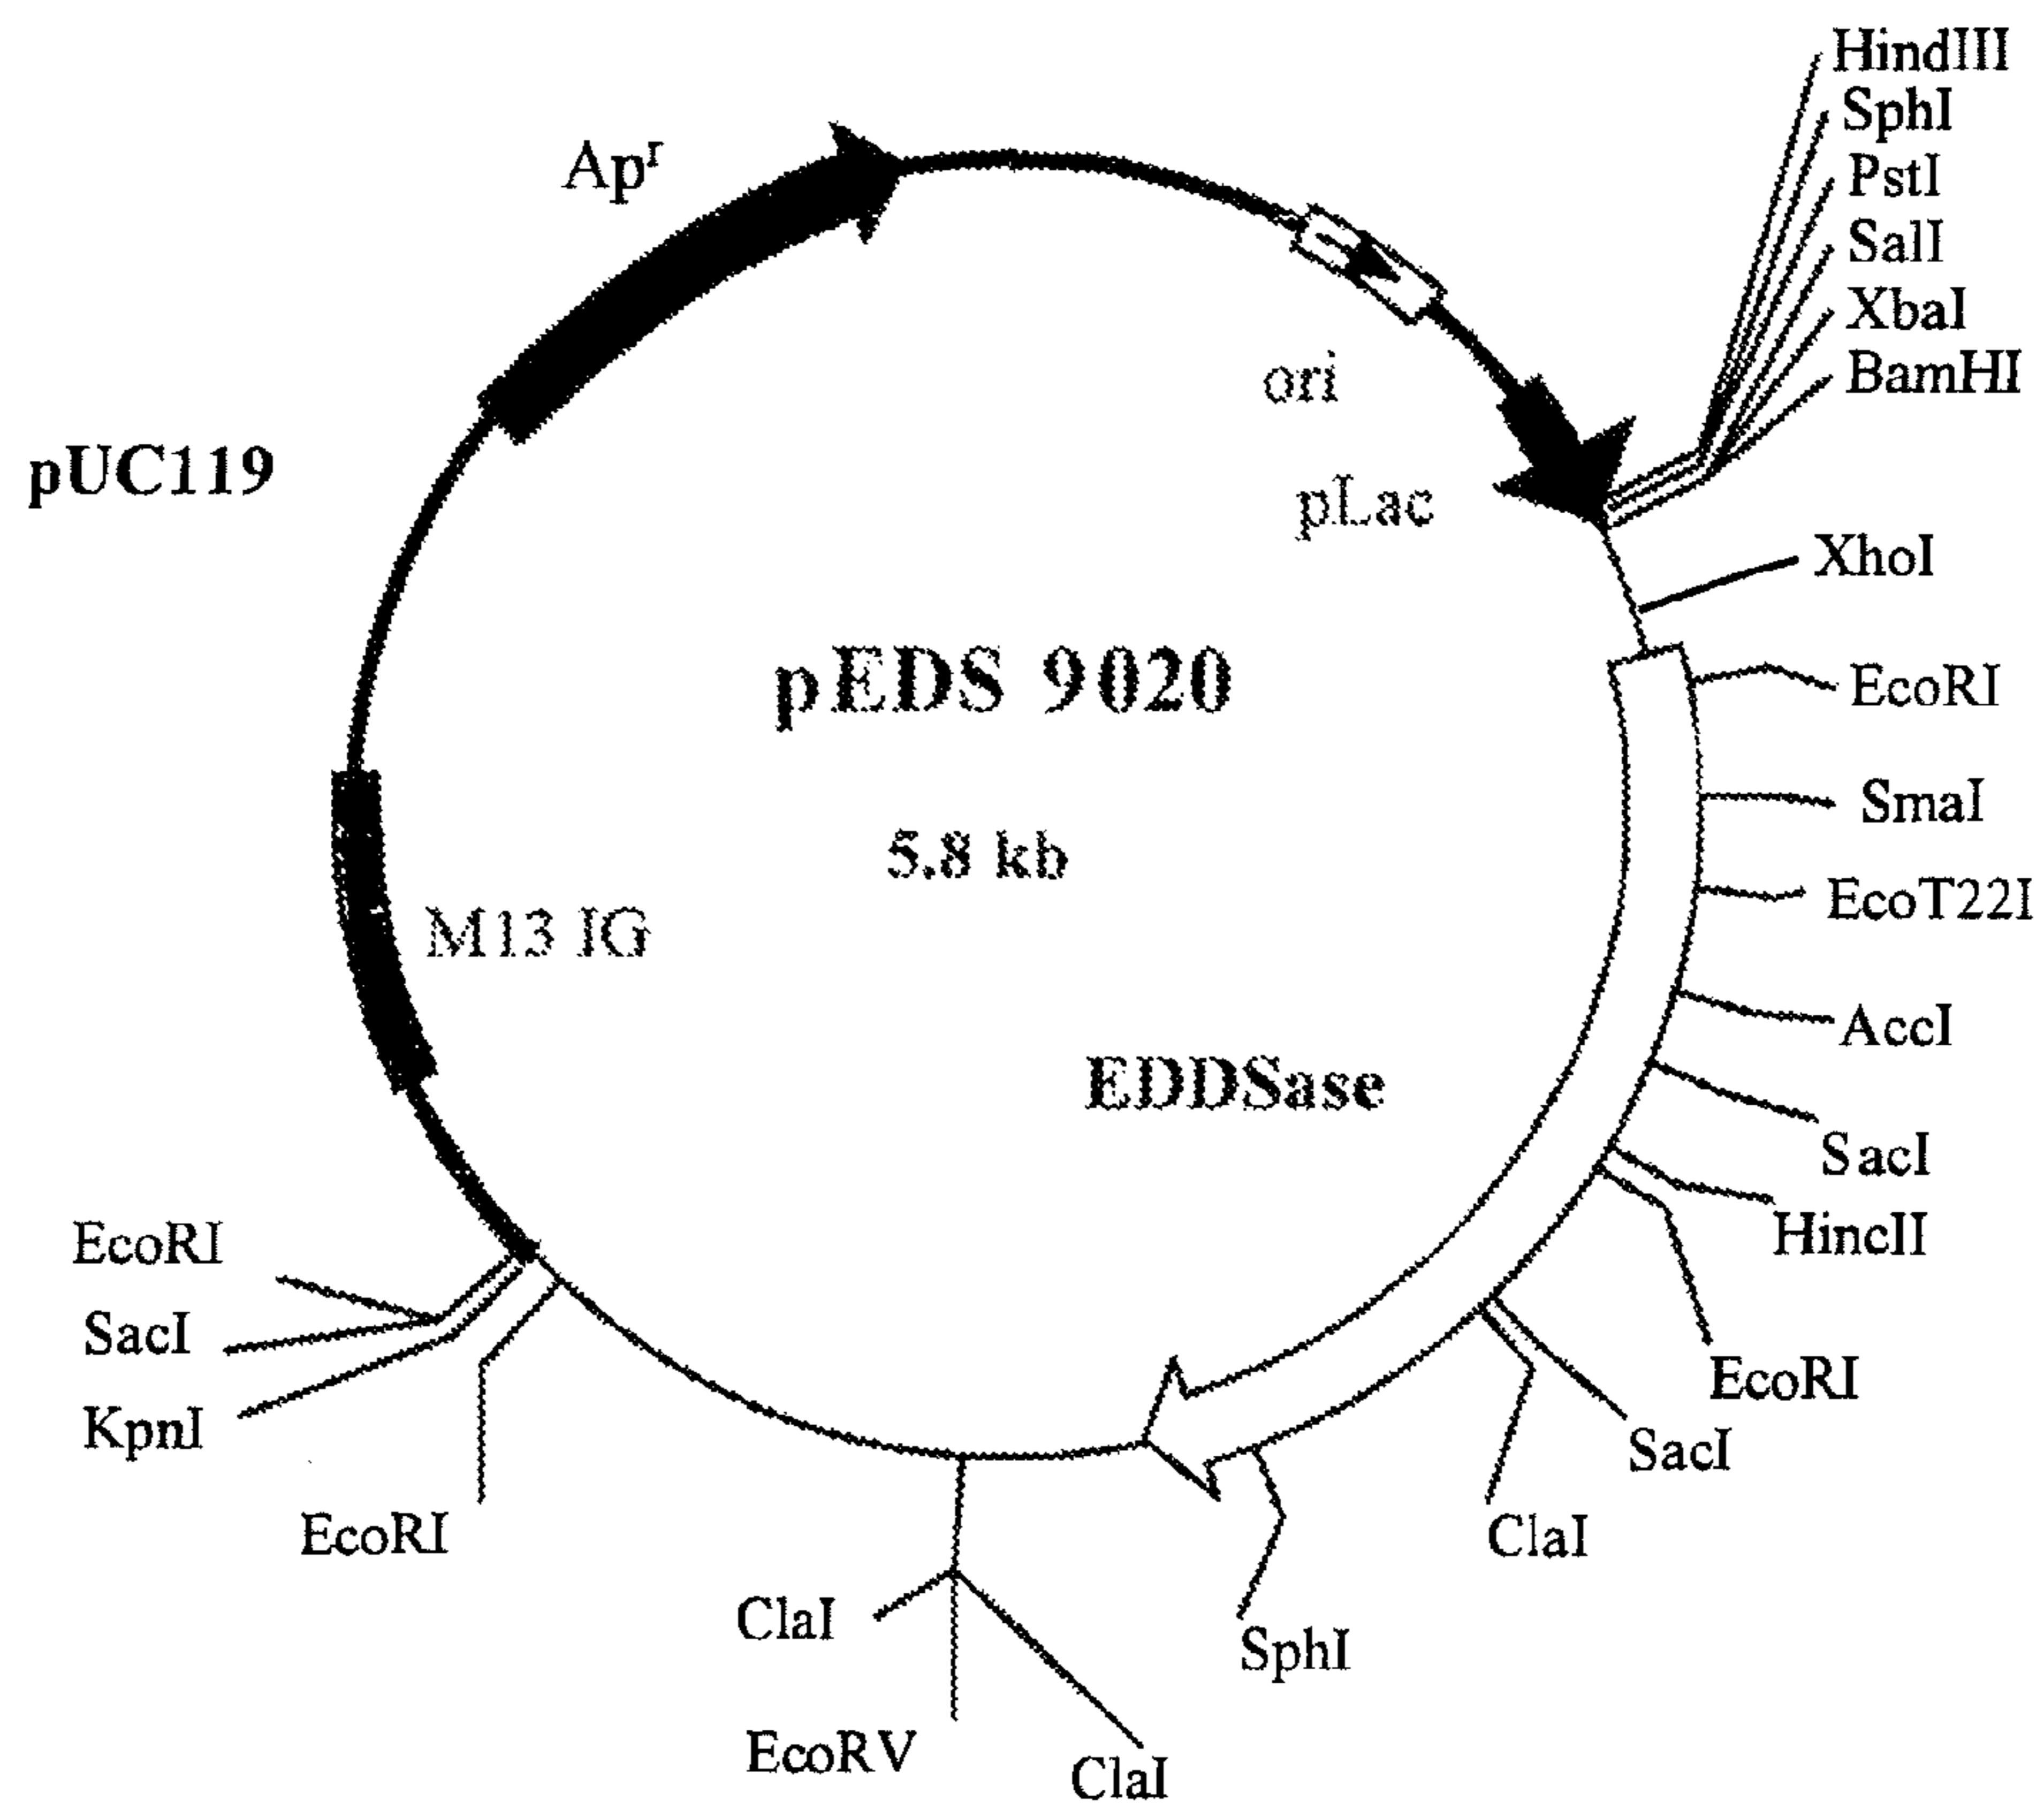 HindIII
SphI
PstI
SalI
XbaI
BamHI
Apʳ
ori
pLac
pUC119
XhoI
pEDS 9020
EcoRI
SmaI
5.8 kb
EcoT22I
M13 IG
AccI
EDDSase
SacI
HincII
EcoRI
SacI
KpnI
EcoRI
EcoRI
SacI
ClaI
ClaI
SphI
EcoRV
ClaI